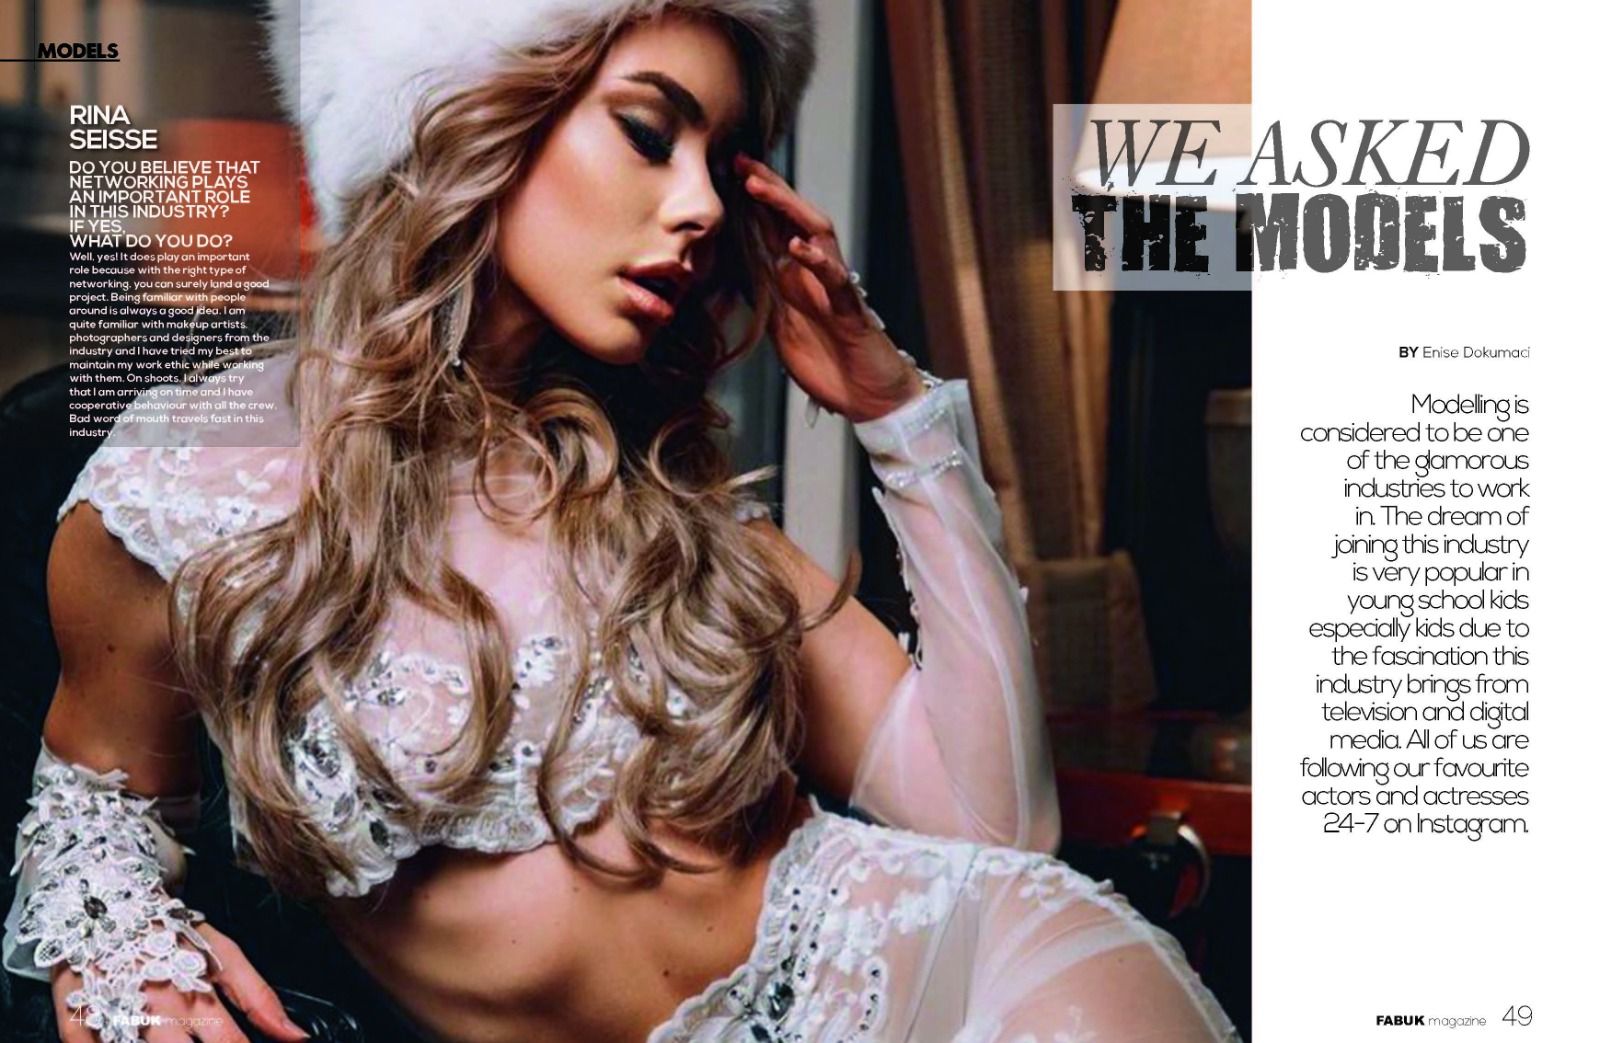 MODELS
RINA
SEISSE
DO YOU BELIEVE THAT
NETWORKING PLAYS
AN IMPORTANT ROLE
IN THIS INDUSTRY?
IF YES,
WHAT DO YOU DO?
Well, yes! It does play an important
role because with the right type of
networking, you can surely land a good
project. Being familiar with people
around is always a good idea. I am
quite familiar with makeup artists,
photographers and designers from the
industry and I have tried my best to
maintain my work ethic while working
with them. On shoots, I always try
that I am arriving on time and I have
cooperative behaviour with all the crew.
Bad word of mouth travels fast in this
industry.
FABUK magazine
WE ASKED
THE MODELS
BY Enise Dokumaci
Modelling is
considered to be one
of the glamorous
industries to work
in. The dream of
joining this industry
is very popular in
young school kids
especially kids due to
the fascination this
industry brings from
television and digital
media. All of us are
following our favourite
actors and actresses
24-7 on Instagram.
FABUK magazine 49